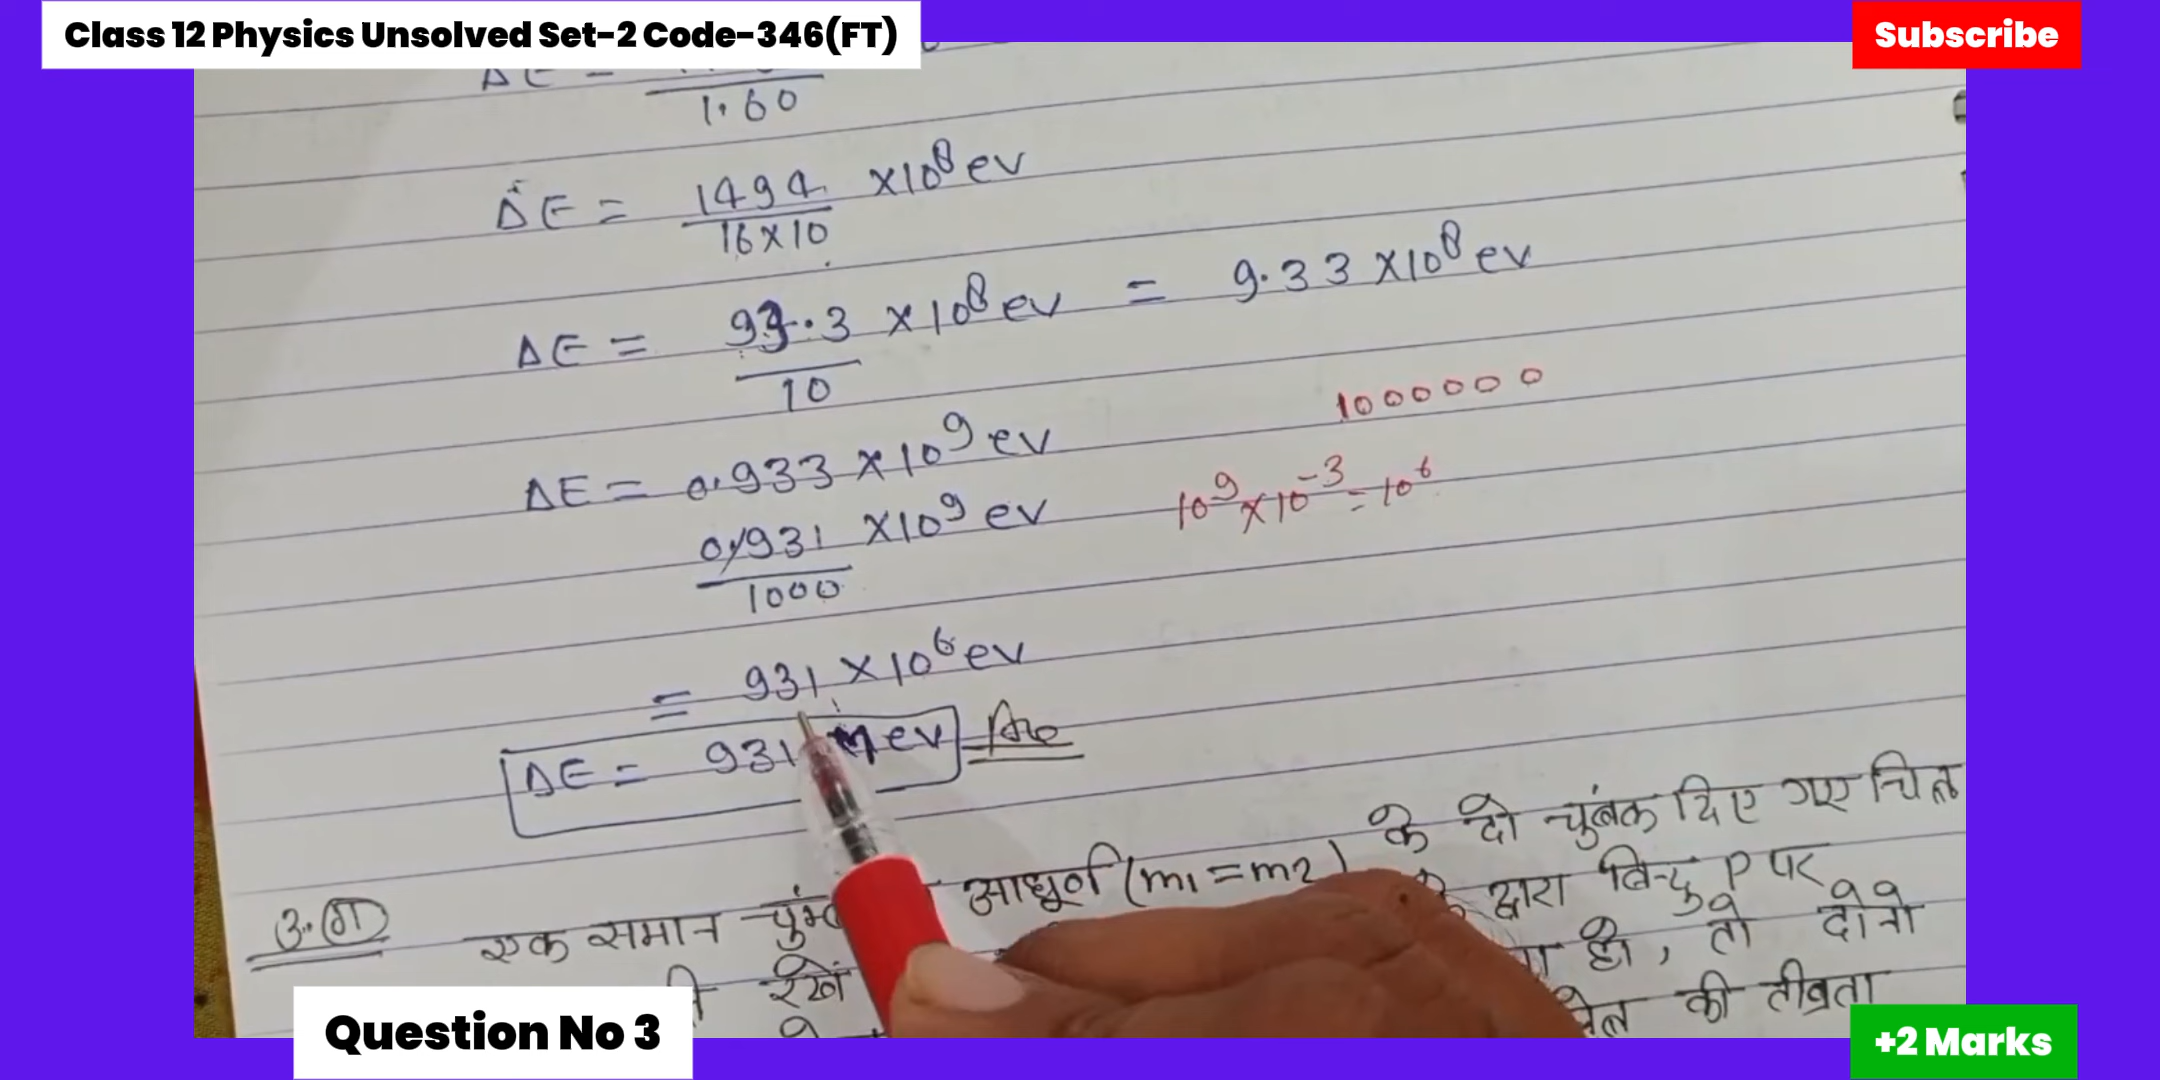 Class 12 Physics Unsolved Set-2 Code-346(FT)
Subscribe
ΔE =
1.60
ΔE = 1494/16×10 ×10⁸ ev
ΔE = 93.3/10 ×10⁸ ev = 9.33 ×10⁸ ev
1000000
ΔE = 0.933 ×10⁹ ev
10⁹ × 10⁻³ = 10⁶
0.931/1000 ×10⁹ ev
= 931 ×10⁶ ev
ΔE = 931 Mev Ans
3.(ग) एक समान आघूर्ण (m₁ = m₂) के दो चुंबक दिए गए चित्र
रखें द्वारा बिन्दु P पर
हो, तो दोनो
की तीव्रता
Question No 3
+2 Marks